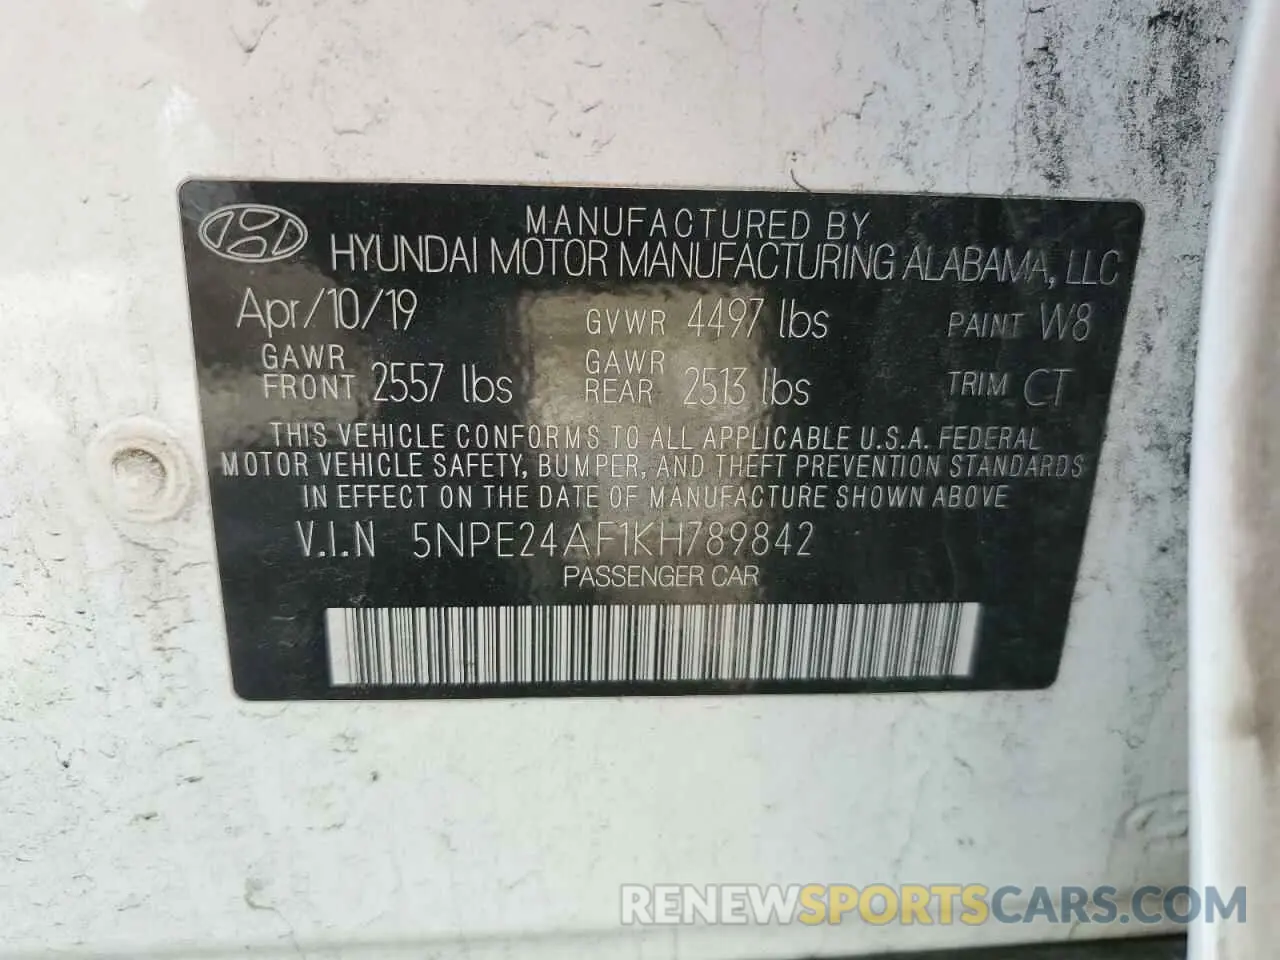 MANUFACTURED BY
HYUNDAI MOTOR MANUFACTURING ALABAMA, LLC
Apr/10/19 GVWR 4497 lbs PAINT W8
GAWR FRONT 2557 lbs GAWR REAR 2513 lbs TRIM CT
THIS VEHICLE CONFORMS TO ALL APPLICABLE U.S.A. FEDERAL
MOTOR VEHICLE SAFETY, BUMPER, AND THEFT PREVENTION STANDARDS
IN EFFECT ON THE DATE OF MANUFACTURE SHOWN ABOVE
V.I.N 5NPE24AF1KH789842
PASSENGER CAR
RENEWSPORTSCARS.COM